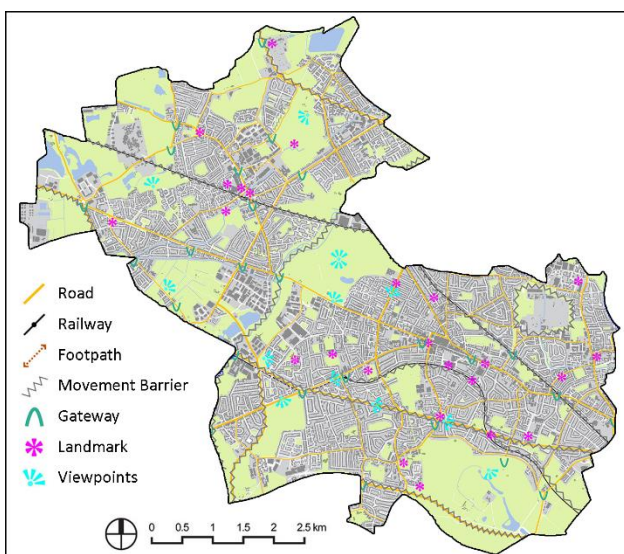 Road
Railway
Footpath
Movement Barrier
Gateway
Landmark
Viewpoints
0 0.5 1 1.5 2 2.5 km